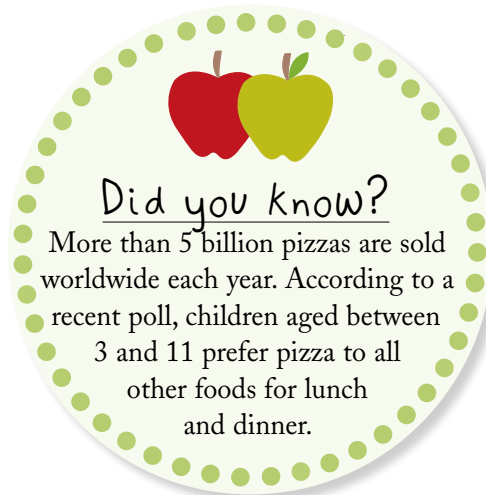 Did you know?
More than 5 billion pizzas are sold
worldwide each year. According to a
recent poll, children aged between
3 and 11 prefer pizza to all
other foods for lunch
and dinner.